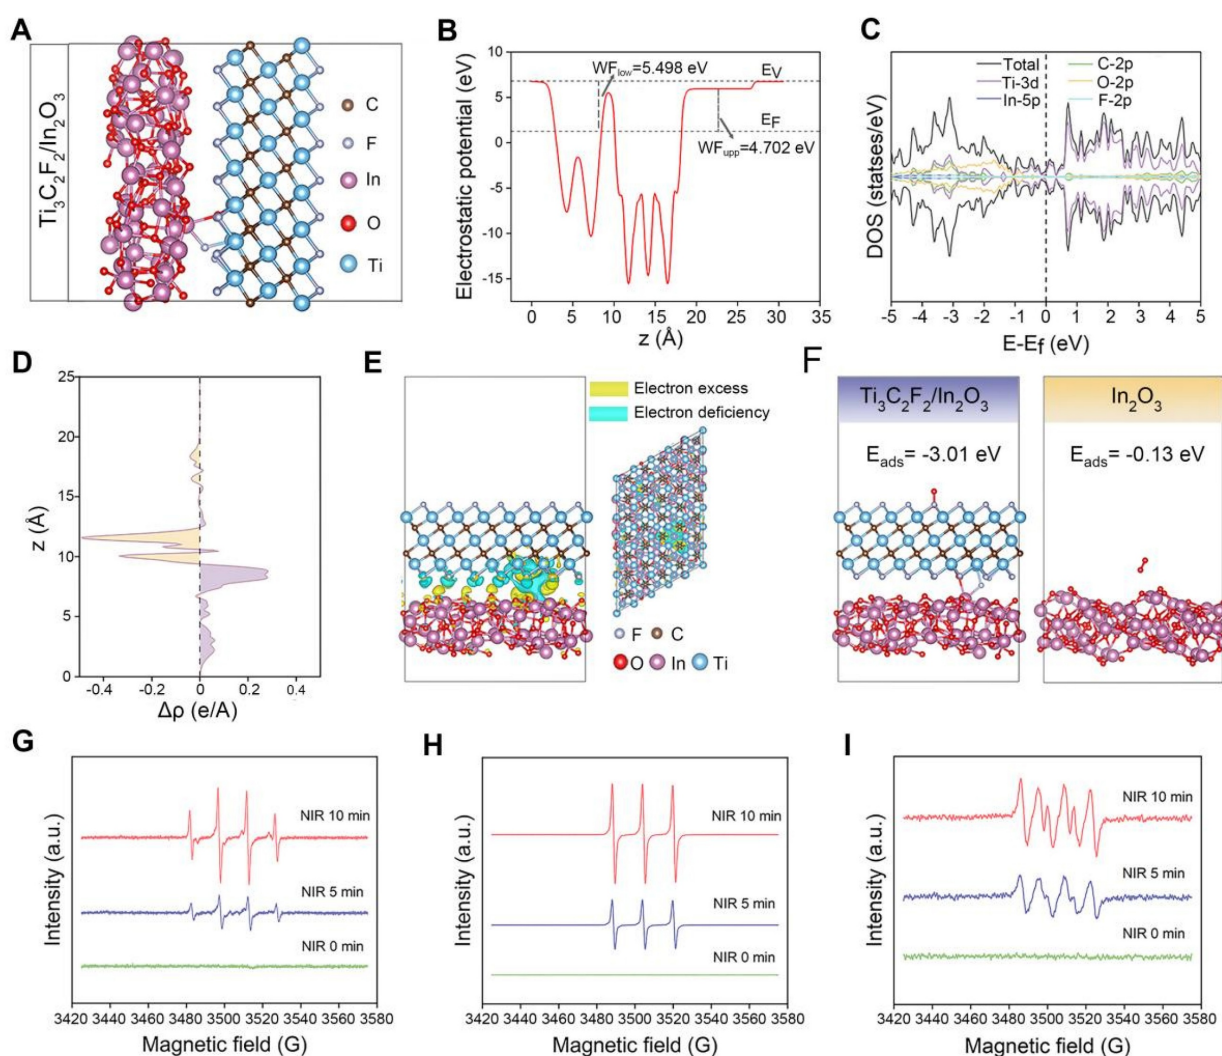 A
Ti3C2F2/In2O3
C
F
In
O
Ti
B
Electrostatic potential (eV)
10
5
0
-5
-10
-15
WFlow=5.498 eV
EV
EF
WFupp=4.702 eV
0 5 10 15 20 25 30 35
z (Å)
C
DOS (statses/eV)
Total
Ti-3d
In-5p
C-2p
O-2p
F-2p
-5 -4 -3 -2 -1 0 1 2 3 4 5
E-Ef (eV)
D
z (Å)
25
20
15
10
5
0
-0.4 -0.2 0 0.2 0.4
Δρ (e/A)
E
Electron excess
Electron deficiency
F C
O In Ti
F
Ti3C2F2/In2O3
Eads= -3.01 eV
In2O3
Eads= -0.13 eV
G
Intensity (a.u.)
NIR 10 min
NIR 5 min
NIR 0 min
3420 3440 3460 3480 3500 3520 3540 3560 3580
Magnetic field (G)
H
Intensity (a.u.)
NIR 10 min
NIR 5 min
NIR 0 min
3420 3440 3460 3480 3500 3520 3540 3560 3580
Magnetic field (G)
I
Intensity (a.u.)
NIR 10 min
NIR 5 min
NIR 0 min
3420 3440 3460 3480 3500 3520 3540 3560 3580
Magnetic field (G)